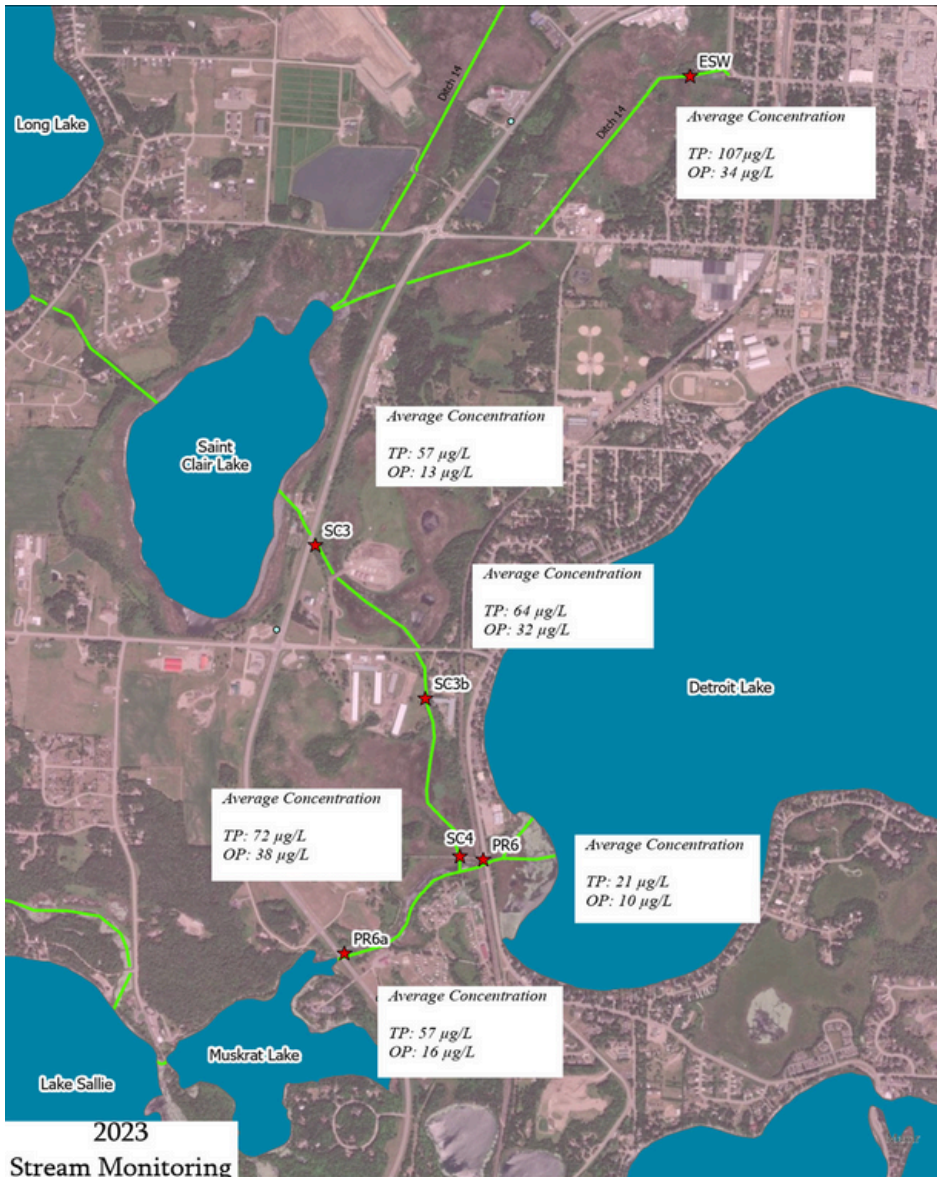 Ditch 14
ESW
Ditch 14
Average Concentration
TP: 107µg/L
OP: 34 µg/L
Long Lake
Average Concentration
TP: 57 µg/L
OP: 13 µg/L
Saint
Clair Lake
SC3
Average Concentration
TP: 64 µg/L
OP: 32 µg/L
SC3b
Detroit Lake
Average Concentration
TP: 72 µg/L
OP: 38 µg/L
SC4
PR6
Average Concentration
TP: 21 µg/L
OP: 10 µg/L
PR6a
Average Concentration
TP: 57 µg/L
OP: 16 µg/L
Muskrat Lake
Lake Sallie
2023
Stream Monitoring